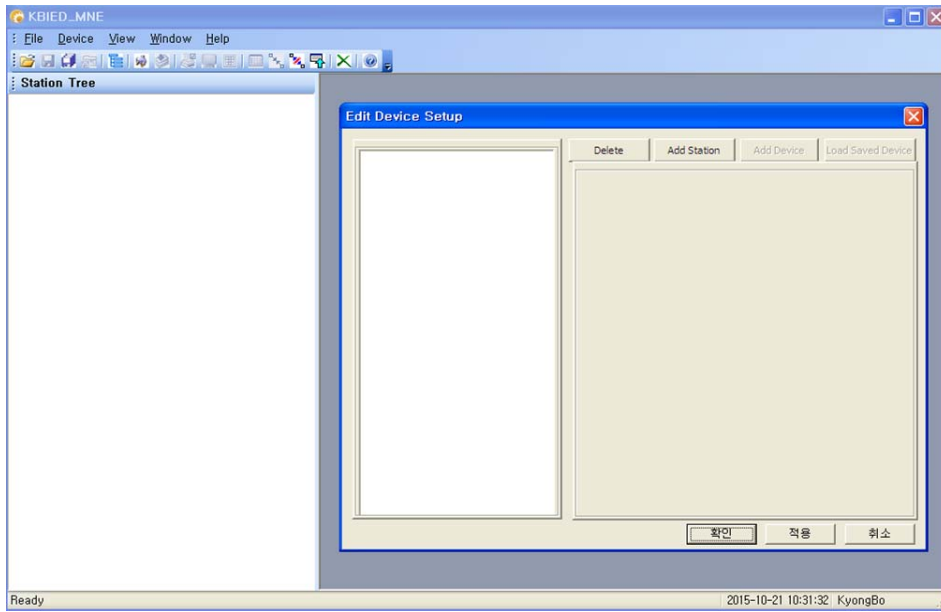 KBIED_MNE
File Device View Window Help
Station Tree
Edit Device Setup
Delete Add Station Add Device Load Saved Device
확인 적용 취소
Ready 2015-10-21 10:31:32 KyongBo